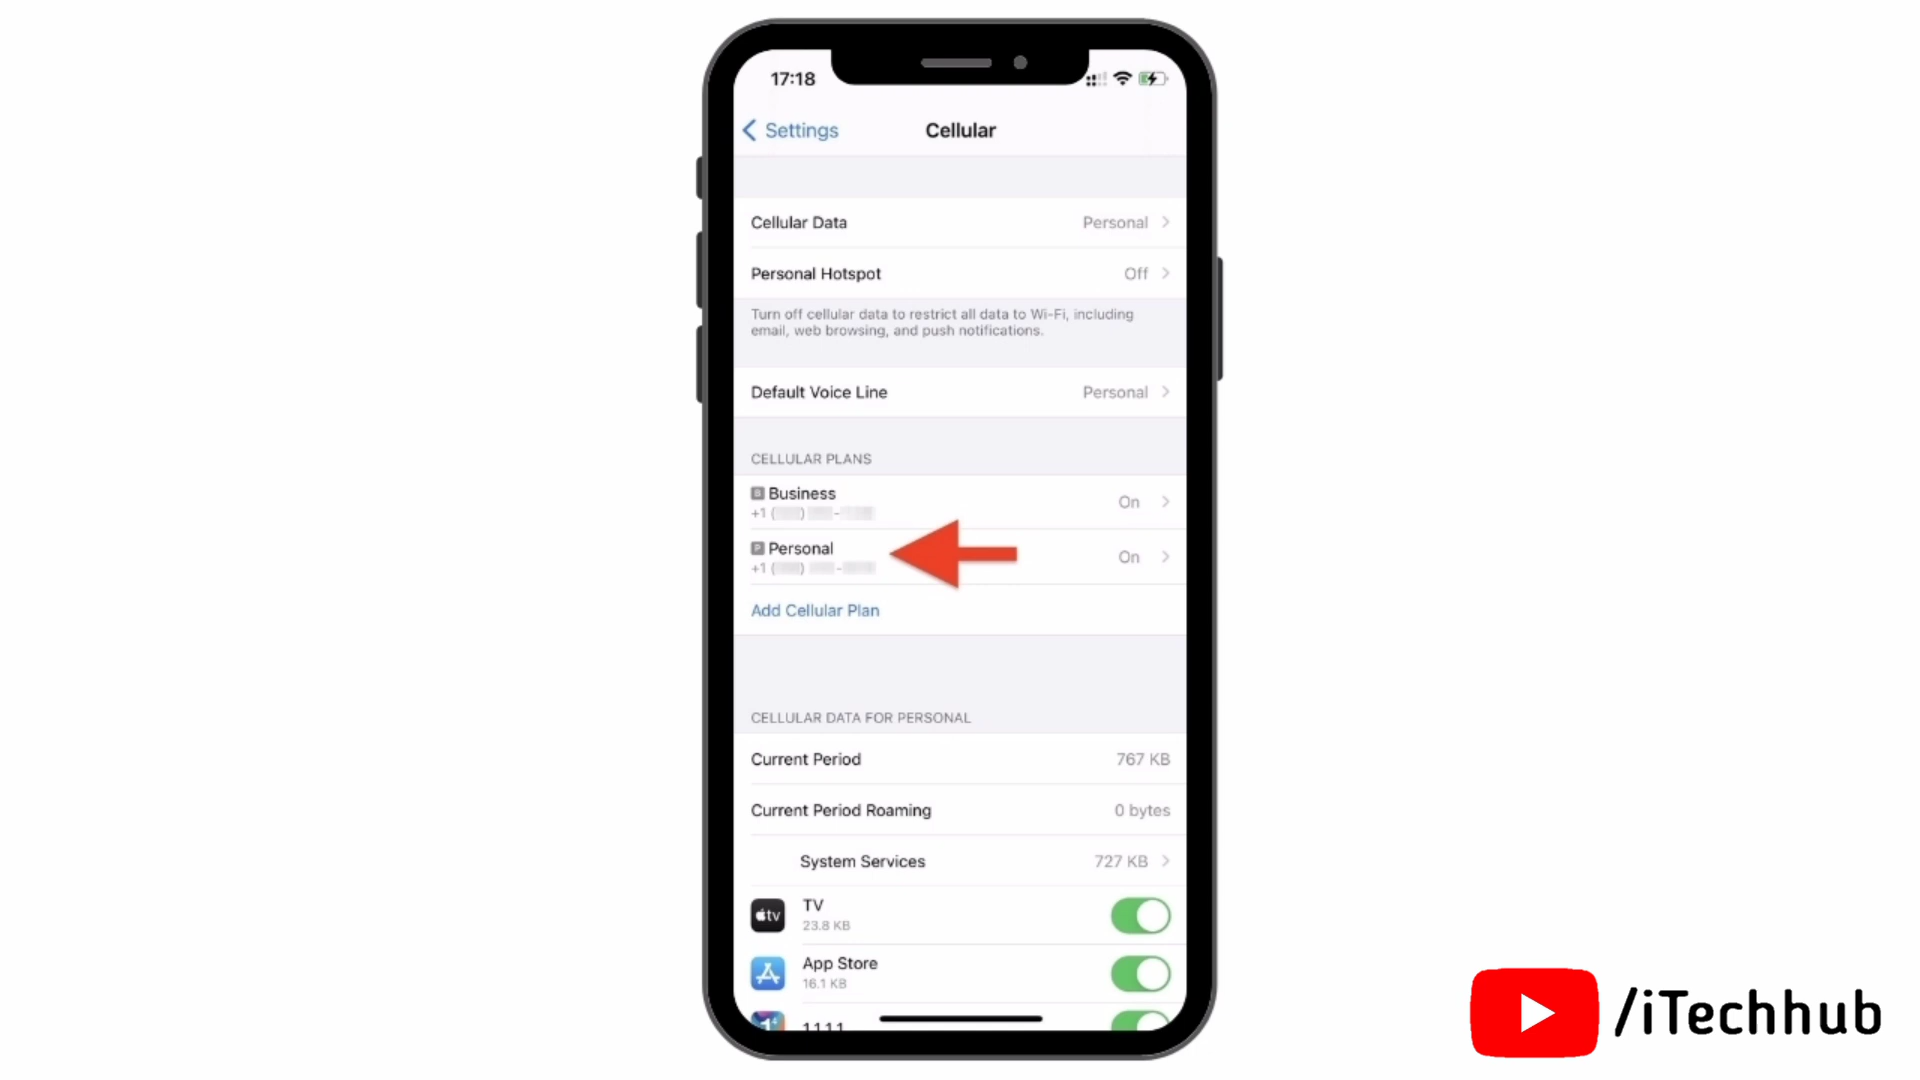 17:18
Settings
Cellular
Cellular Data Personal
Personal Hotspot Off
Turn off cellular data to restrict all data to Wi-Fi, including
email, web browsing, and push notifications.
Default Voice Line Personal
CELLULAR PLANS
B Business On
+1 ( ) -
P Personal On
+1 ( ) -
Add Cellular Plan
CELLULAR DATA FOR PERSONAL
Current Period 767 KB
Current Period Roaming 0 bytes
System Services 727 KB
tv
TV
23.8 KB
App Store
16.1 KB
1.1.1.1
/iTechhub